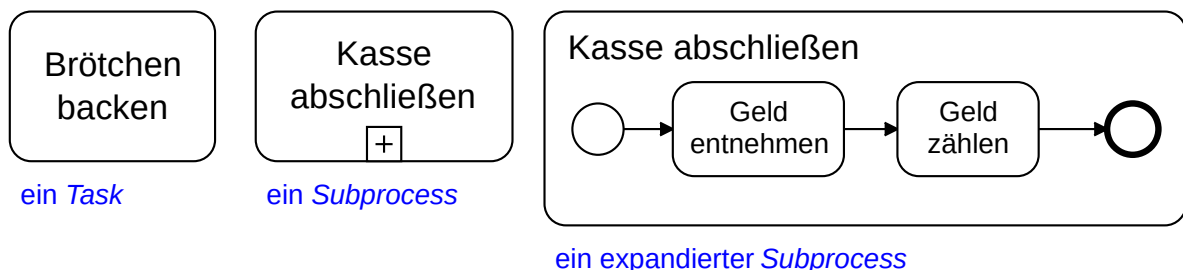 Brötchen
backen
ein Task
Kasse
abschließen
+
ein Subprocess
Kasse abschließen
Geld
entnehmen
Geld
zählen
ein expandierter Subprocess